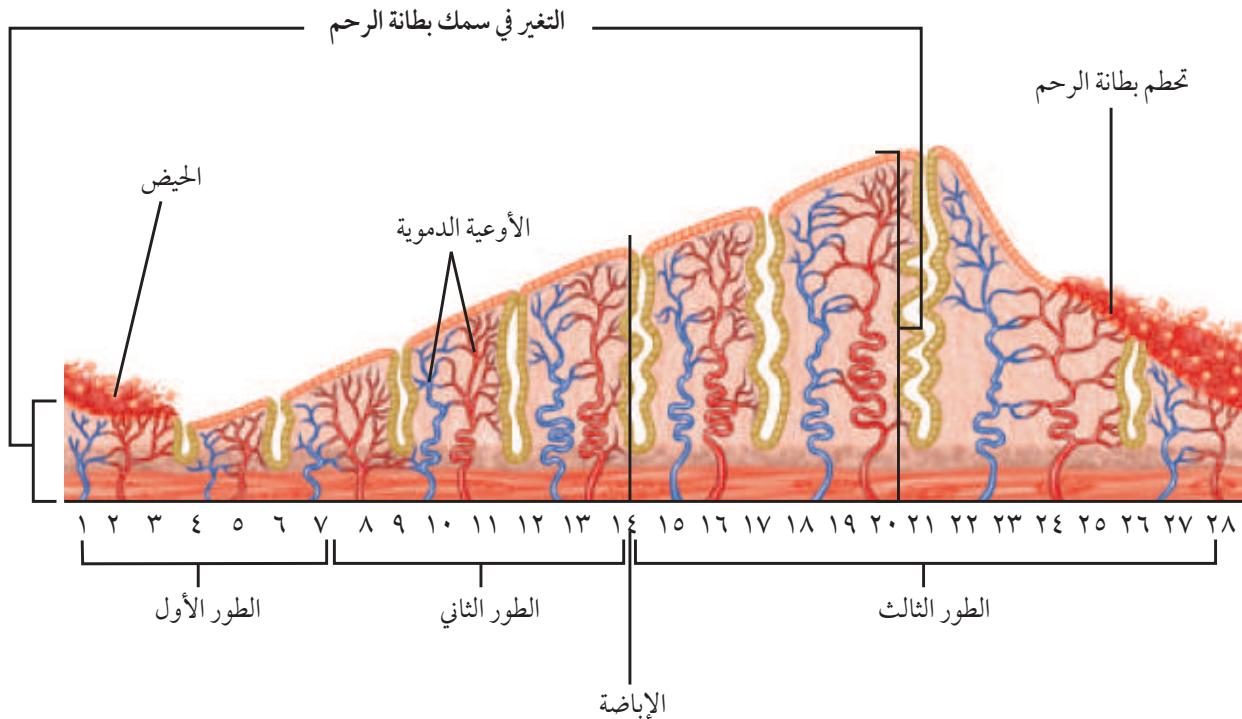 التغير في سمك بطانة الرحم
تحطم بطانة الرحم
الحيض
الأوعية الدموية
١ ٢ ٣ ٤ ٥ ٦ ٧ ٨ ٩ ١٠ ١١ ١٢ ١٣ ١٤ ١٥ ١٦ ١٧ ١٨ ١٩ ٢٠ ٢١ ٢٢ ٢٣ ٢٤ ٢٥ ٢٦ ٢٧ ٢٨
الطور الأول
الطور الثاني
الطور الثالث
الإباضة